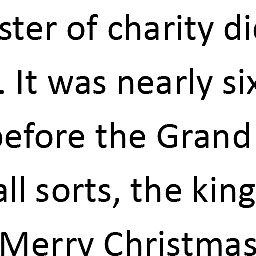 ster of charity di
. It was nearly six
before the Grand
all sorts, the king
Merry Christmas